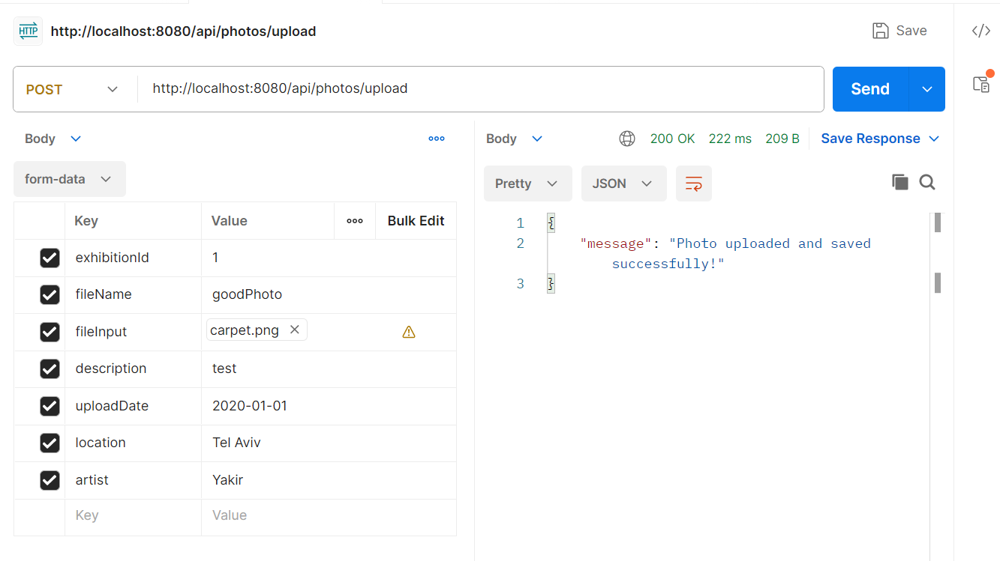 HTTP http://localhost:8080/api/photos/upload Save </>
POST http://localhost:8080/api/photos/upload Send
Body
form-data
Key Value Bulk Edit
exhibitionId 1
fileName goodPhoto
fileInput carpet.png
description test
uploadDate 2020-01-01
location Tel Aviv
artist Yakir
Key Value
Body 200 OK 222 ms 209 B Save Response
Pretty JSON
1 {
2 "message": "Photo uploaded and saved
successfully!"
3 }